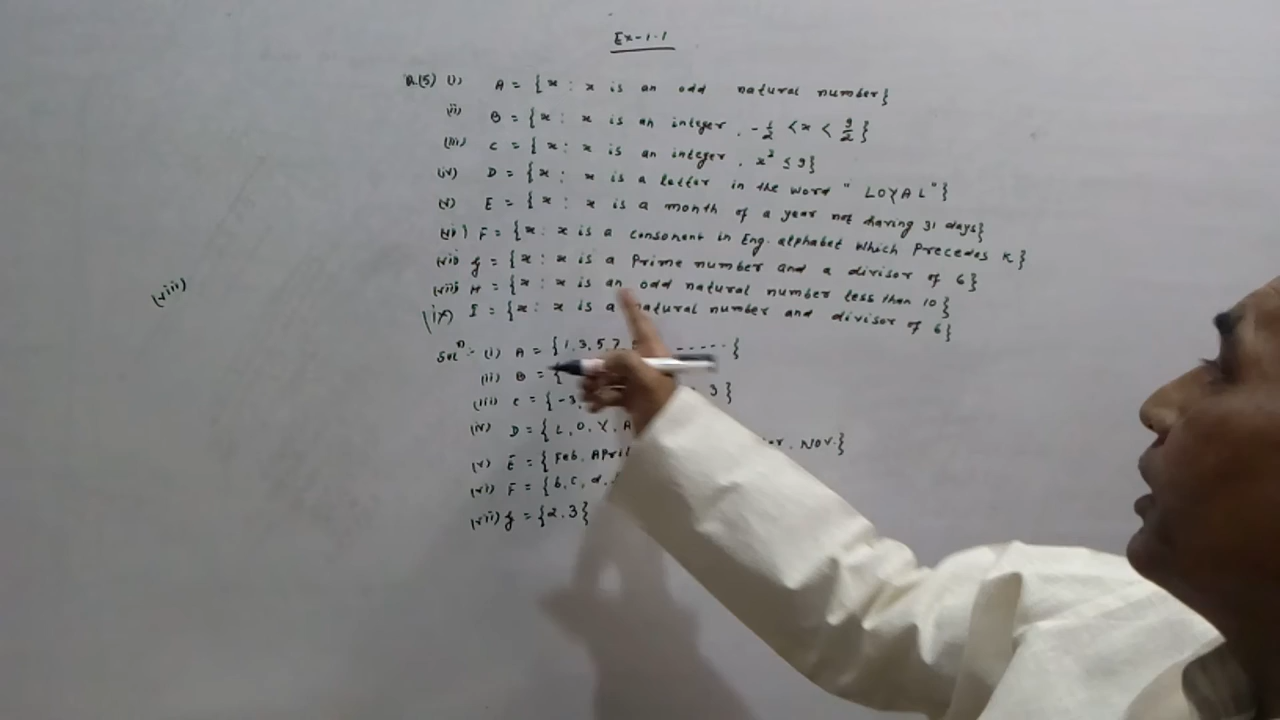 Ex-1.1
Q.(5) (i) A = {x : x is an odd natural number}
(ii) B = {x : x is an integer, -1/2 < x < 9/2}
(iii) C = {x : x is an integer, x² ≤ 9}
(iv) D = {x : x is a letter in the word "LOYAL"}
(v) E = {x : x is a month of a year not having 31 days}
(vi) F = {x : x is a consonent in Eng. alphabet which Precedes K}
(vii) G = {x : x is a Prime number and a divisor of 6}
(viii) H = {x : x is an odd natural number less than 10}
(viii)
(ix) I = {x : x is a natural number and divisor of 6}
Solⁿ:- (i) A = {1, 3, 5, 7, ......}
(ii) B = {
(iii) C = {-3, 3}
(iv) D = {L, O, Y, A
(v) E = {Feb, April Nov.}
(vi) F = {b, c, d,
(vii) G = {2, 3}